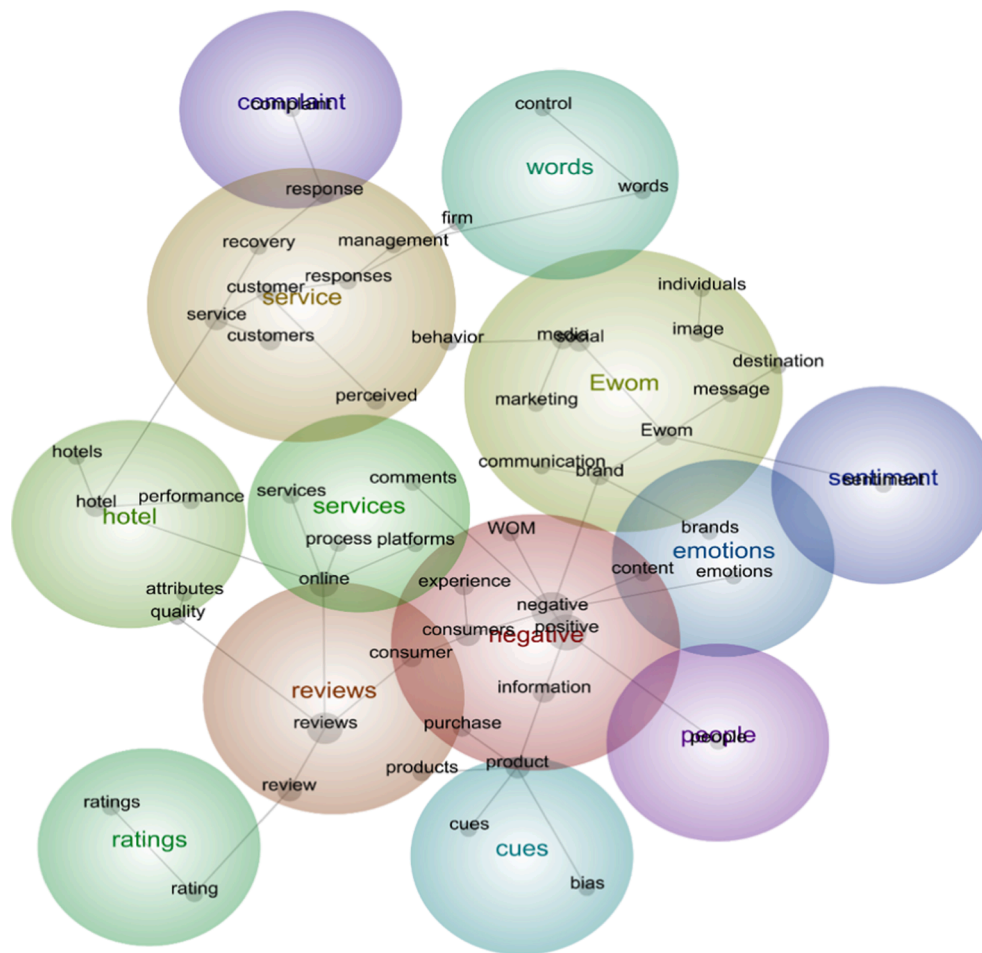 complaint
complaint
control
words
words
response
firm
recovery
management
customer
responses
service
service
customers
behavior
perceived
individuals
media
social
image
destination
Ewom
message
marketing
Ewom
communication
brand
hotels
hotel
performance
hotel
services
comments
services
process
platforms
online
attributes
quality
sentiment
sentiment
WOM
brands
emotions
content
emotions
experience
negative
consumers
positive
negative
consumer
reviews
reviews
information
purchase
products
product
review
people
people
ratings
ratings
rating
cues
cues
bias